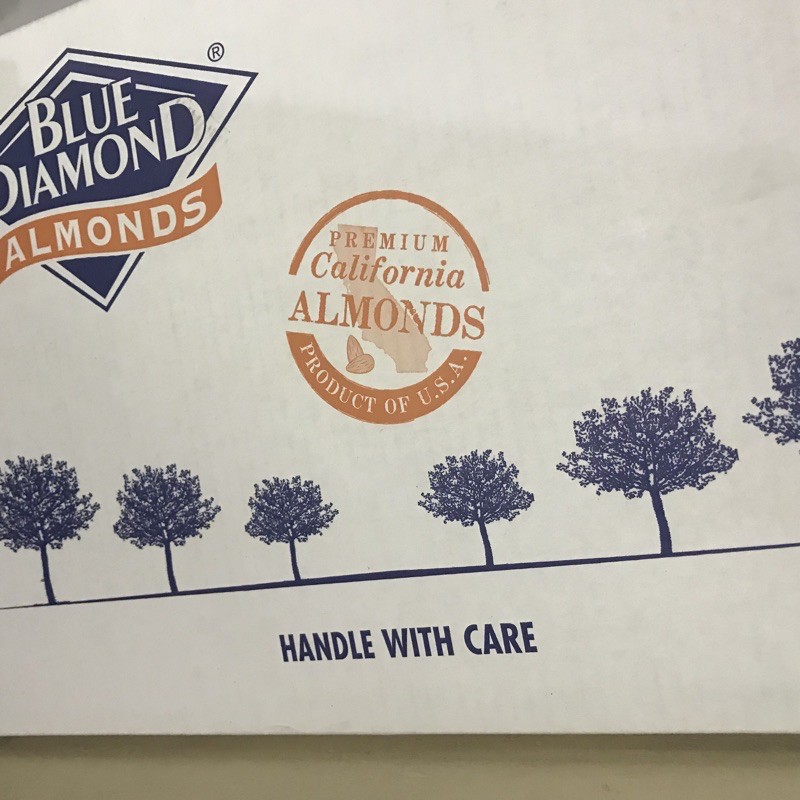 ®
BLUE
DIAMOND
ALMONDS
PREMIUM
California
ALMONDS
PRODUCT OF U.S.A.
HANDLE WITH CARE